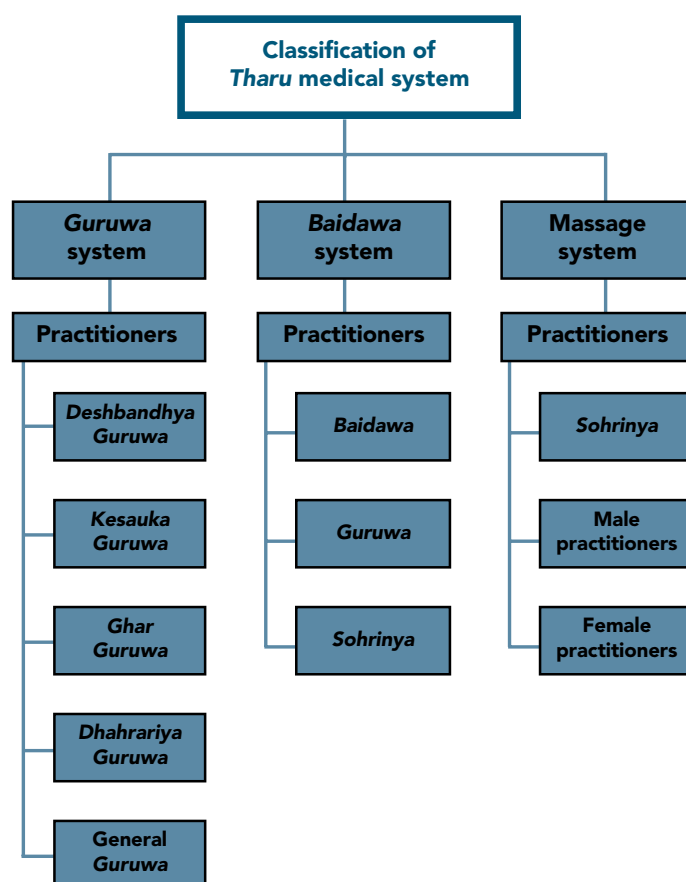 Classification of
Tharu medical system
Guruwa
system
Baidawa
system
Massage
system
Practitioners
Practitioners
Practitioners
Deshbandhya
Guruwa
Kesauka
Guruwa
Ghar
Guruwa
Dhahrariya
Guruwa
General
Guruwa
Baidawa
Guruwa
Sohrinya
Sohrinya
Male
practitioners
Female
practitioners